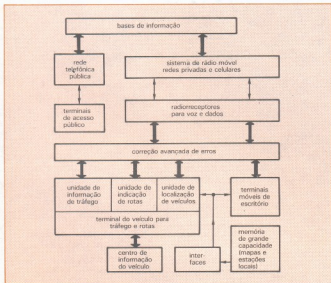 bases de informação
rede
telefônica
pública
sistema de rádio móvel
redes privadas e celulares
terminais
de acesso
público
radiorreceptores
para voz e dados
correção avançada de erros
unidade de
informação
de tráfego
unidade de
indicação
de rotas
unidade de
localização
de veículos
terminais
móveis de
escritório
terminal do veículo para
tráfego e rotas
centro de
informação
do veículo
inter-
faces
memória
de grande
capacidade
(mapas e
estações
locais)